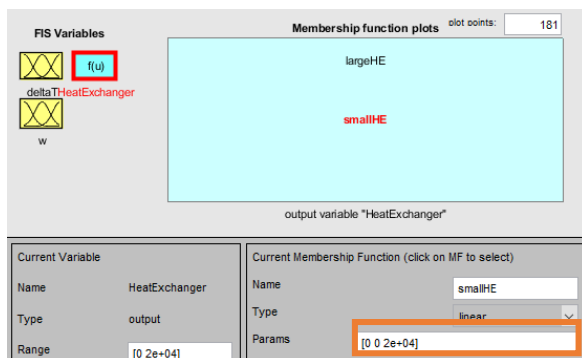 FIS Variables
Membership function plots
plot points:
181
f(u)
largeHE
deltaT HeatExchanger
smallHE
w
output variable "HeatExchanger"
Current Variable
Current Membership Function (click on MF to select)
Name
HeatExchanger
Name
smallHE
Type
output
Type
linear
Params
[0 0 2e+04]
Range
[0 2e+04]